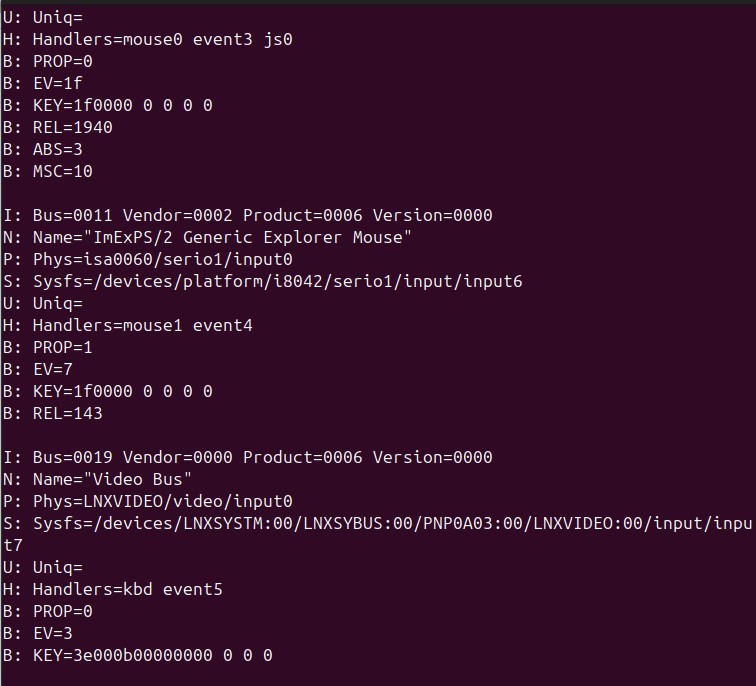 U: Uniq=
H: Handlers=mouse0 event3 js0
B: PROP=0
B: EV=1f
B: KEY=1f0000 0 0 0 0
B: REL=1940
B: ABS=3
B: MSC=10
I: Bus=0011 Vendor=0002 Product=0006 Version=0000
N: Name="ImExPS/2 Generic Explorer Mouse"
P: Phys=isa0060/serio1/input0
S: Sysfs=/devices/platform/i8042/serio1/input/input6
U: Uniq=
H: Handlers=mouse1 event4
B: PROP=1
B: EV=7
B: KEY=1f0000 0 0 0 0
B: REL=143
I: Bus=0019 Vendor=0000 Product=0006 Version=0000
N: Name="Video Bus"
P: Phys=LNXVIDEO/video/input0
S: Sysfs=/devices/LNXSYSTM:00/LNXSYBUS:00/PNP0A03:00/LNXVIDEO:00/input/inpu
t7
U: Uniq=
H: Handlers=kbd event5
B: PROP=0
B: EV=3
B: KEY=3e000b00000000 0 0 0